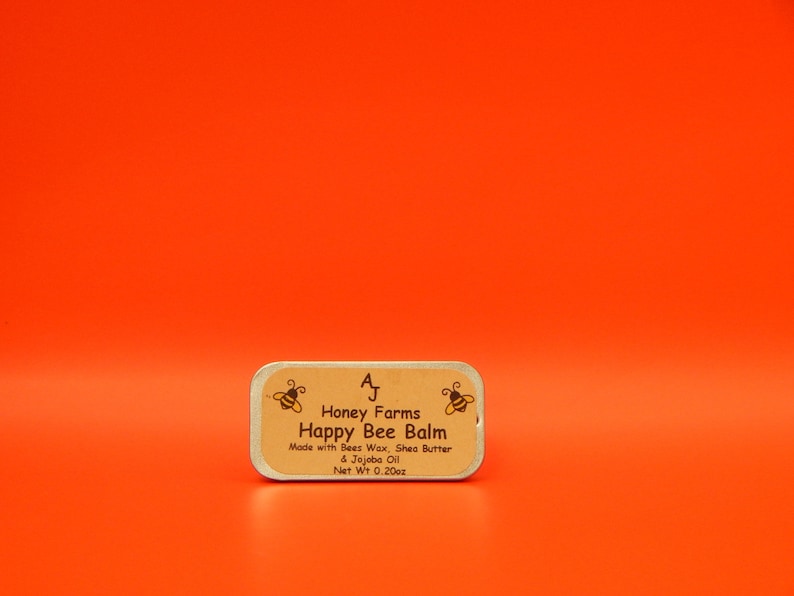 AJ
Honey Farms
Happy Bee Balm
Made with Bees Wax, Shea Butter
& Jojoba Oil
Net Wt 0.20oz